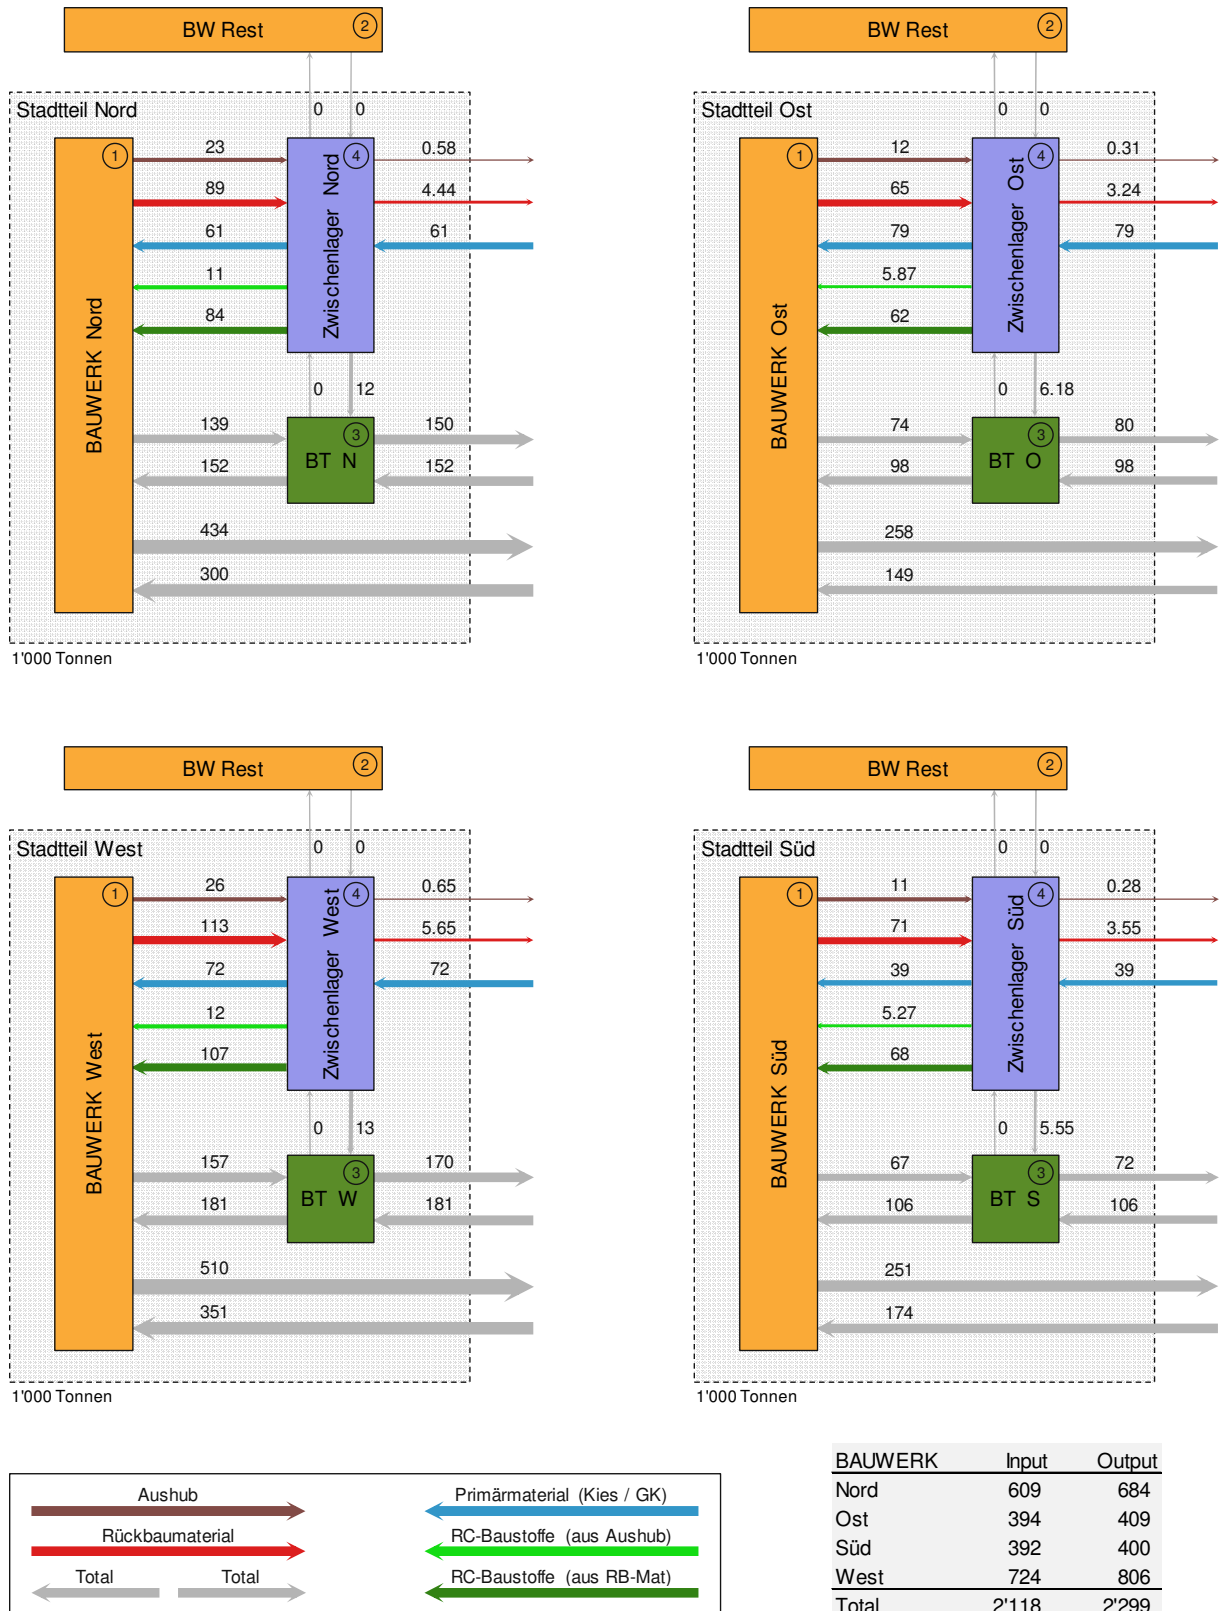 BW Rest 2
0 0
Stadtteil Nord
1 23 4 0.58
89 4.44
61 61
11
84
BAUWERK Nord
Zwischenlager Nord
0 12
139 3 150
BT N
152 152
434
300
1'000 Tonnen
BW Rest 2
0 0
Stadtteil Ost
1 12 4 0.31
65 3.24
79 79
5.87
62
BAUWERK Ost
Zwischenlager Ost
0 6.18
74 3 80
BT O
98 98
258
149
1'000 Tonnen
BW Rest 2
0 0
Stadtteil West
1 26 4 0.65
113 5.65
72 72
12
107
BAUWERK West
Zwischenlager West
0 13
157 3 170
BT W
181 181
510
351
1'000 Tonnen
BW Rest 2
0 0
Stadtteil Süd
1 11 4 0.28
71 3.55
39 39
5.27
68
BAUWERK Süd
Zwischenlager Süd
0 5.55
67 3 72
BT S
106 106
251
174
1'000 Tonnen
Aushub
Rückbaumaterial
Total Total
Primärmaterial (Kies / GK)
RC-Baustoffe (aus Aushub)
RC-Baustoffe (aus RB-Mat)
BAUWERK Input Output
Nord 609 684
Ost 394 409
Süd 392 400
West 724 806
Total 2'118 2'299